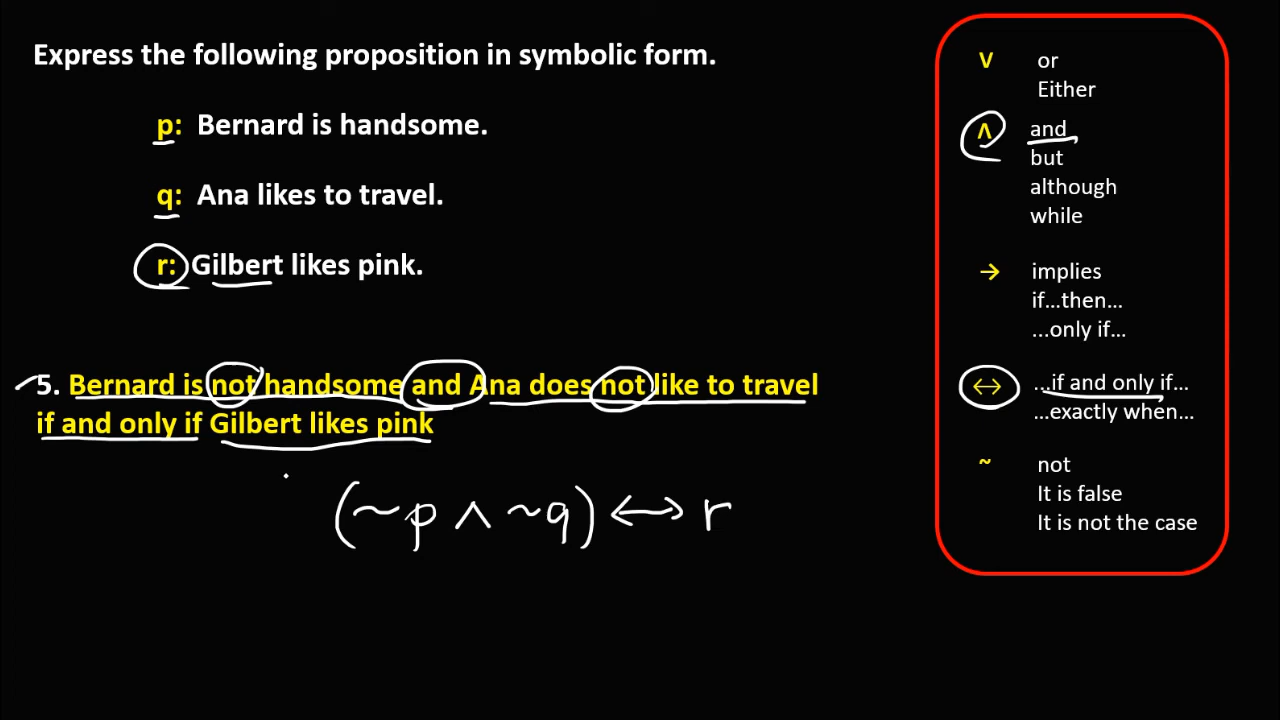 Express the following proposition in symbolic form.
p: Bernard is handsome.
q: Ana likes to travel.
r: Gilbert likes pink.
5. Bernard is not handsome and Ana does not like to travel
if and only if Gilbert likes pink
(~p ∧ ~q) ↔ r
∨ or
Either
∧ and
but
although
while
→ implies
if...then...
...only if...
↔ ...if and only if...
...exactly when...
~ not
It is false
It is not the case